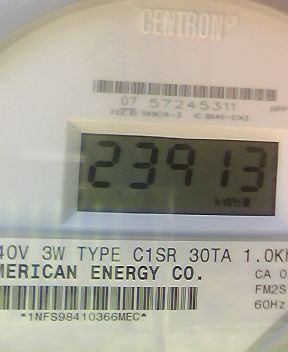 CENTRON®
07 57245311
23913
kWh
40V 3W TYPE C1SR 30TA 1.0K
MERICAN ENERGY CO.
CA 0
FM2S
60Hz
*1NFS98410366MEC*